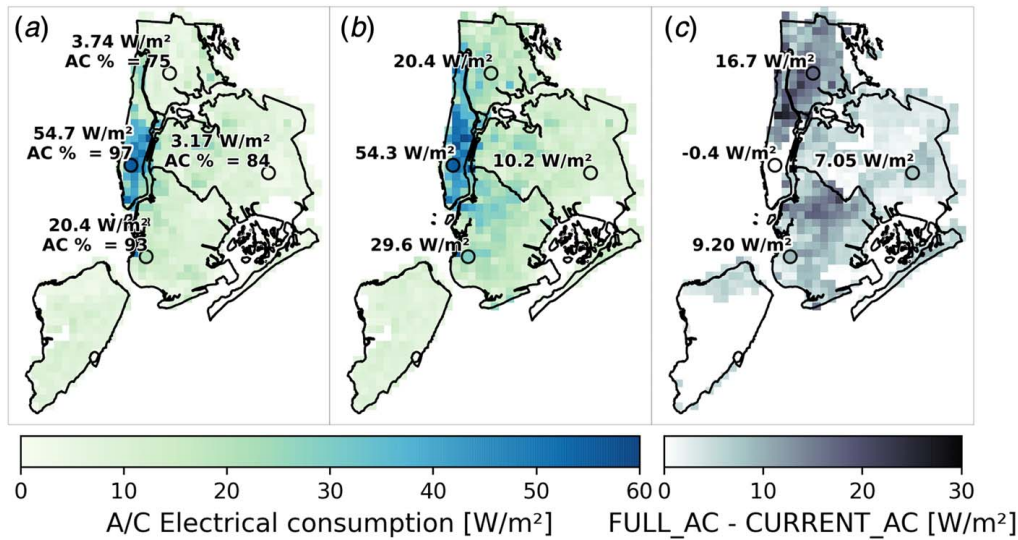 (a)
3.74 W/m²
AC % = 75
54.7 W/m²
AC % = 97
3.17 W/m²
AC % = 84
20.4 W/m²
AC % = 93
(b)
20.4 W/m²
54.3 W/m²
10.2 W/m²
29.6 W/m²
(c)
16.7 W/m²
-0.4 W/m²
7.05 W/m²
9.20 W/m²
0 10 20 30 40 50 60
A/C Electrical consumption [W/m²]
0 10 20 30
FULL_AC - CURRENT_AC [W/m²]